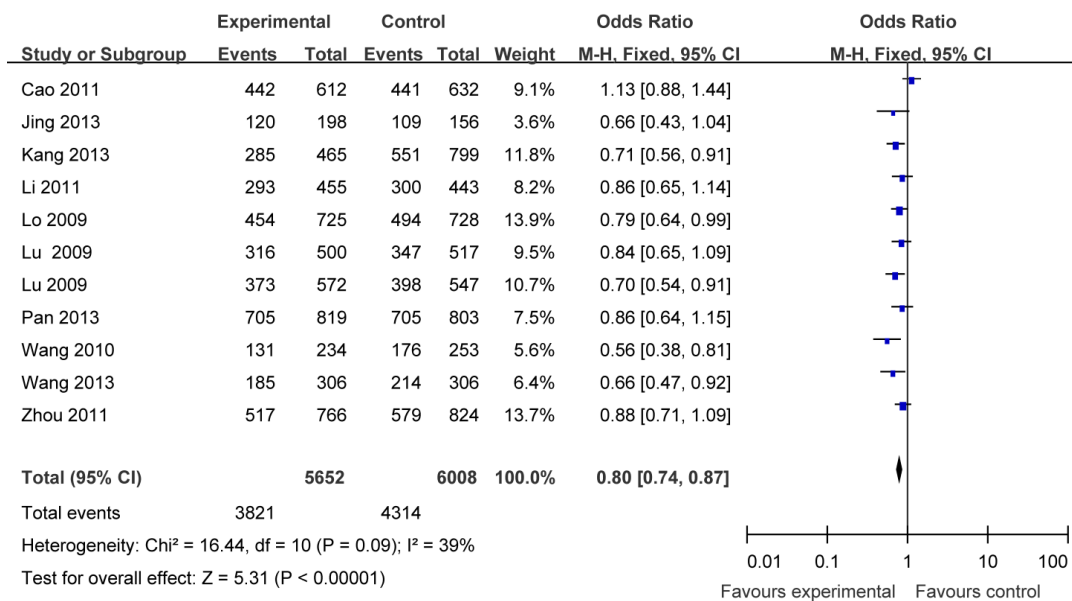 Experimental Control Odds Ratio Odds Ratio
Study or Subgroup Events Total Events Total Weight M-H, Fixed, 95% CI M-H, Fixed, 95% CI
Cao 2011 442 612 441 632 9.1% 1.13 [0.88, 1.44]
Jing 2013 120 198 109 156 3.6% 0.66 [0.43, 1.04]
Kang 2013 285 465 551 799 11.8% 0.71 [0.56, 0.91]
Li 2011 293 455 300 443 8.2% 0.86 [0.65, 1.14]
Lo 2009 454 725 494 728 13.9% 0.79 [0.64, 0.99]
Lu 2009 316 500 347 517 9.5% 0.84 [0.65, 1.09]
Lu 2009 373 572 398 547 10.7% 0.70 [0.54, 0.91]
Pan 2013 705 819 705 803 7.5% 0.86 [0.64, 1.15]
Wang 2010 131 234 176 253 5.6% 0.56 [0.38, 0.81]
Wang 2013 185 306 214 306 6.4% 0.66 [0.47, 0.92]
Zhou 2011 517 766 579 824 13.7% 0.88 [0.71, 1.09]
Total (95% CI) 5652 6008 100.0% 0.80 [0.74, 0.87]
Total events 3821 4314
Heterogeneity: Chi² = 16.44, df = 10 (P = 0.09); I² = 39%
Test for overall effect: Z = 5.31 (P < 0.00001)
0.01 0.1 1 10 100
Favours experimental Favours control